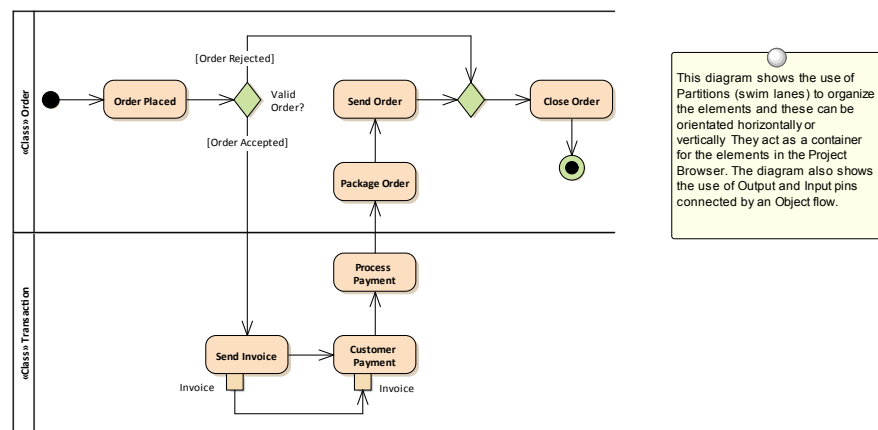 «Class» Order
[Order Rejected]
Order Placed
Valid
Order?
Send Order
Close Order
[Order Accepted]
Package Order
«Class» Transaction
Process
Payment
Send Invoice
Customer
Payment
Invoice
Invoice
This diagram shows the use of
Partitions (swim lanes) to organize
the elements and these can be
orientated horizontally or
vertically They act as a container
for the elements in the Project
Browser. The diagram also shows
the use of Output and Input pins
connected by an Object flow.